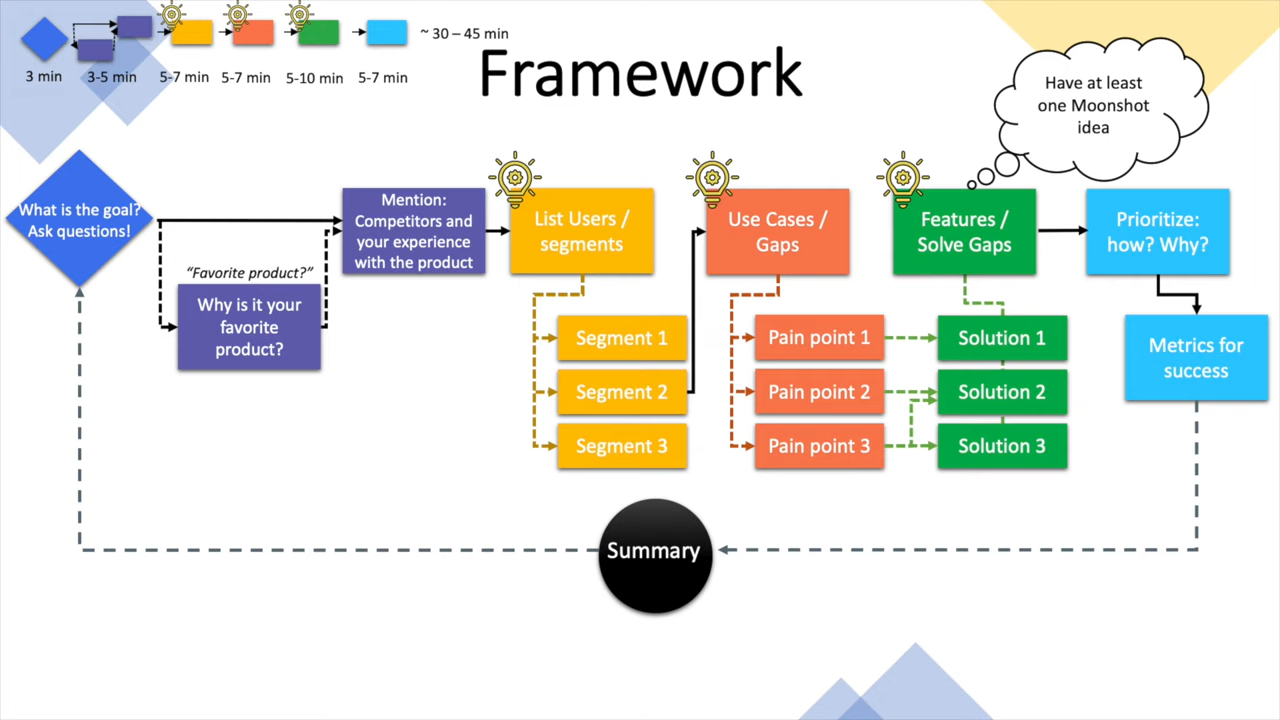 ~ 30 – 45 min
3 min
3-5 min
5-7 min
5-7 min
5-10 min
5-7 min
Framework
Have at least
one Moonshot
idea
What is the goal?
Ask questions!
“Favorite product?”
Why is it your
favorite
product?
Mention:
Competitors and
your experience
with the product
List Users /
segments
Segment 1
Segment 2
Segment 3
Use Cases /
Gaps
Pain point 1
Pain point 2
Pain point 3
Features /
Solve Gaps
Solution 1
Solution 2
Solution 3
Prioritize:
how? Why?
Metrics for
success
Summary